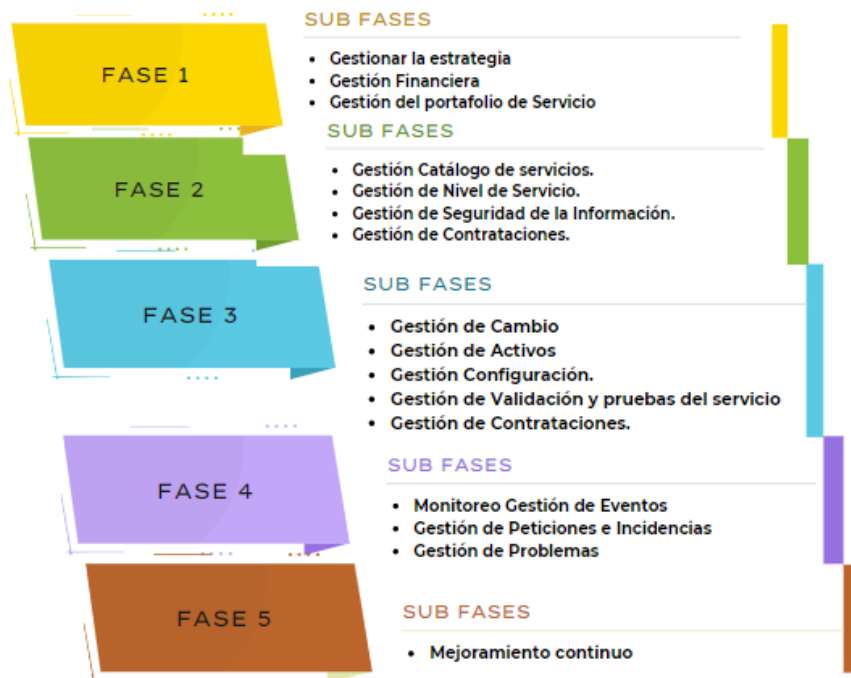 FASE 1
SUB FASES
• Gestionar la estrategia
• Gestión Financiera
• Gestión del portafolio de Servicio
FASE 2
SUB FASES
• Gestión Catálogo de servicios.
• Gestión de Nivel de Servicio.
• Gestión de Seguridad de la Información.
• Gestión de Contrataciones.
FASE 3
SUB FASES
• Gestión de Cambio
• Gestión de Activos
• Gestión Configuración.
• Gestión de Validación y pruebas del servicio
• Gestión de Contrataciones.
FASE 4
SUB FASES
• Monitoreo Gestión de Eventos
• Gestión de Peticiones e Incidencias
• Gestión de Problemas
FASE 5
SUB FASES
• Mejoramiento continuo